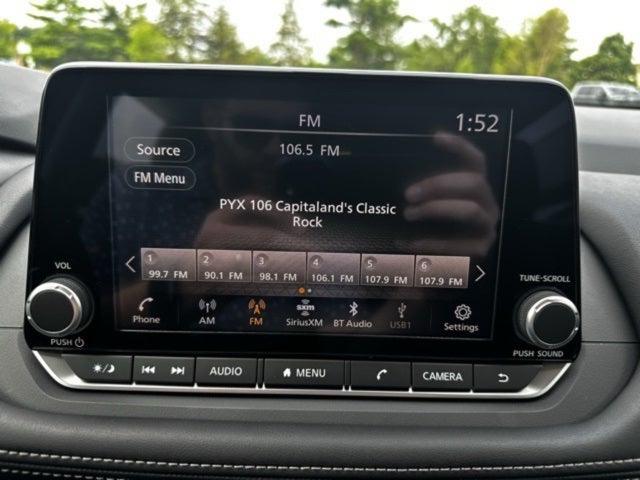 FM
1:52
Source
106.5 FM
FM Menu
PYX 106 Capitaland's Classic
Rock
1 2 3 4 5 6
99.7 FM 90.1 FM 98.1 FM 106.1 FM 107.9 FM 107.9 FM
VOL
TUNE·SCROLL
sxm
Phone AM FM SiriusXM BT Audio USB1 Settings
PUSH
PUSH SOUND
AUDIO MENU CAMERA